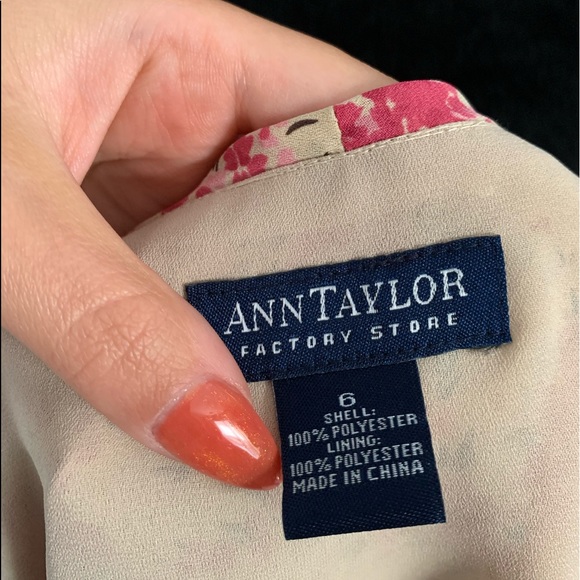 ANNTAYLOR
FACTORY STORE
6
SHELL:
100% POLYESTER
LINING:
100% POLYESTER
MADE IN CHINA